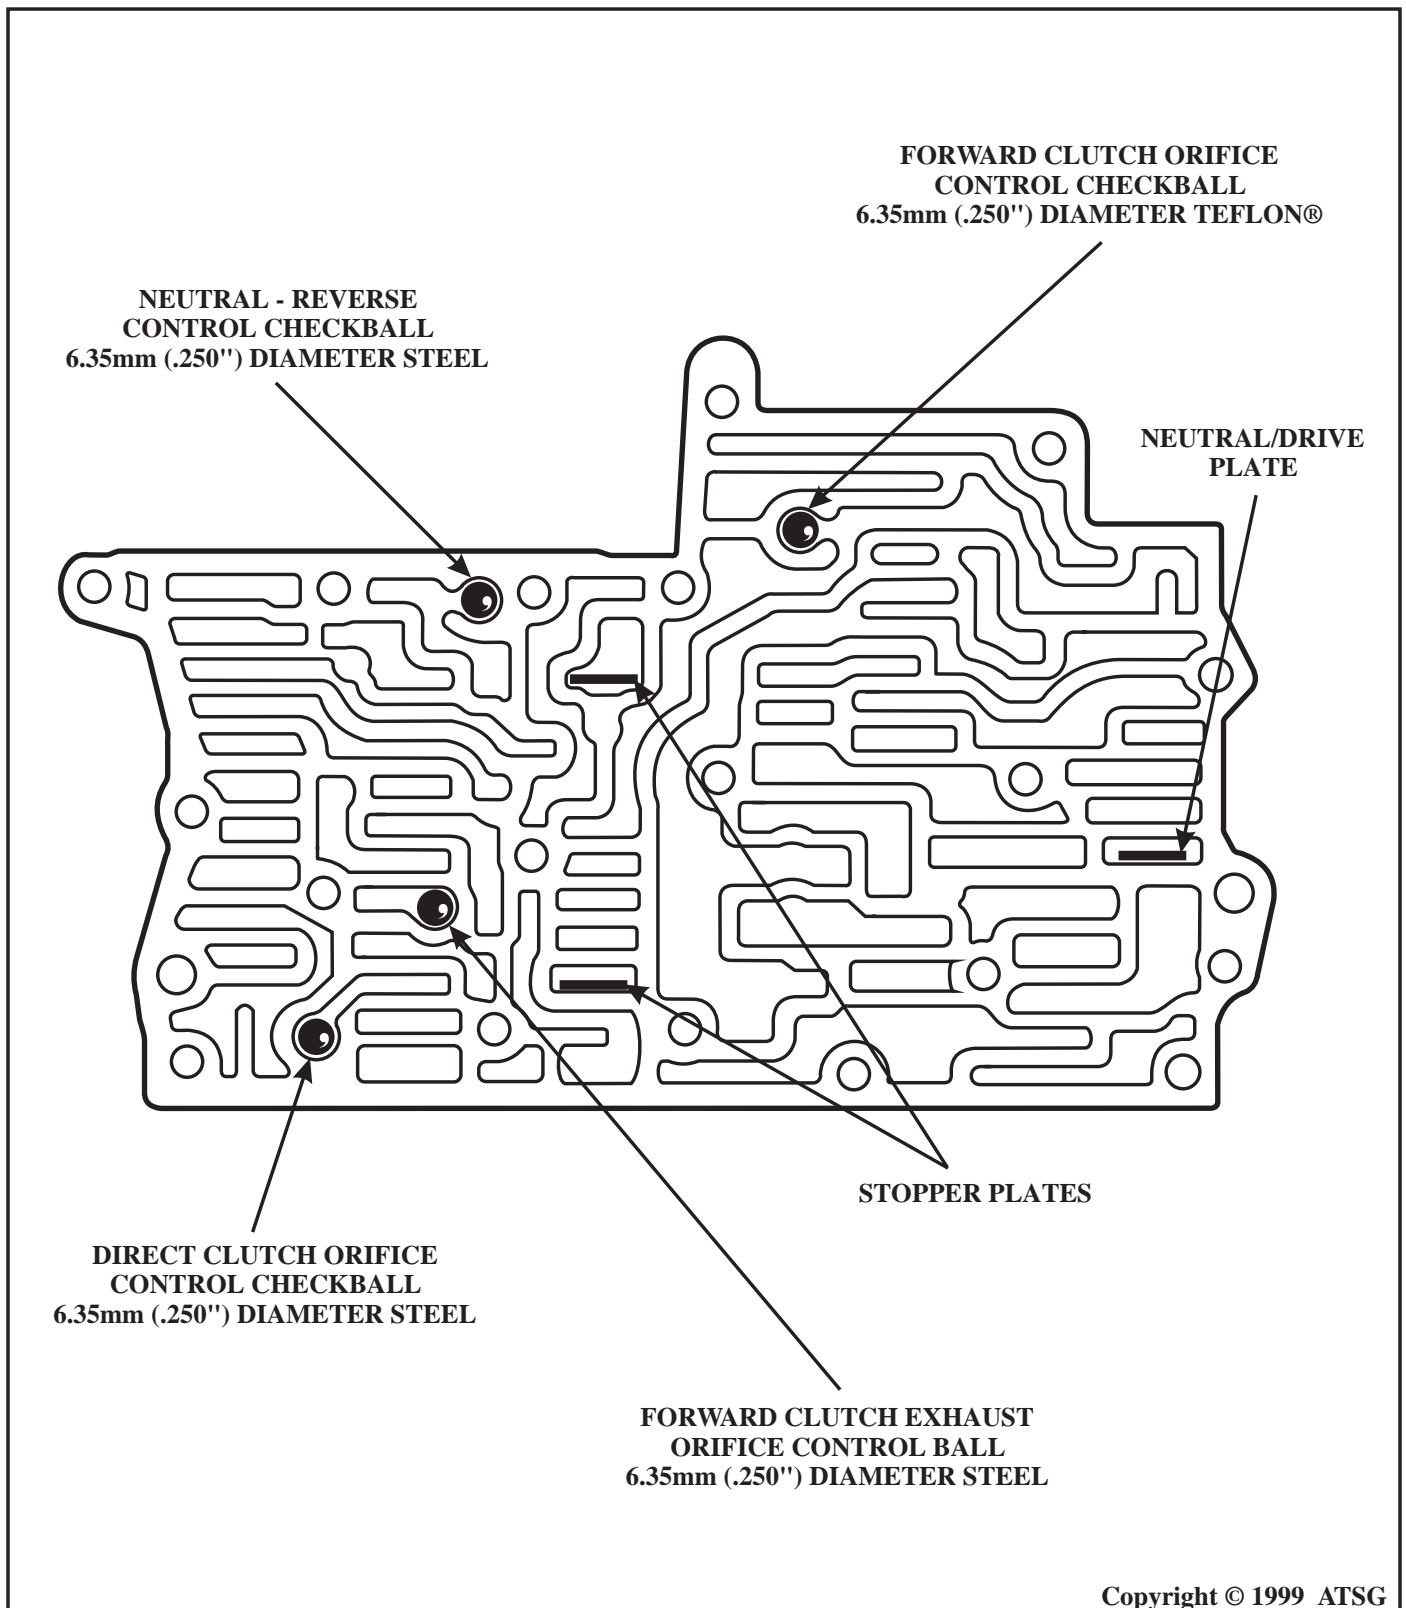 FORWARD CLUTCH ORIFICE
CONTROL CHECKBALL
6.35mm (.250") DIAMETER TEFLON®
NEUTRAL - REVERSE
CONTROL CHECKBALL
6.35mm (.250") DIAMETER STEEL
NEUTRAL/DRIVE
PLATE
STOPPER PLATES
DIRECT CLUTCH ORIFICE
CONTROL CHECKBALL
6.35mm (.250") DIAMETER STEEL
FORWARD CLUTCH EXHAUST
ORIFICE CONTROL BALL
6.35mm (.250") DIAMETER STEEL
Copyright © 1999 ATSG